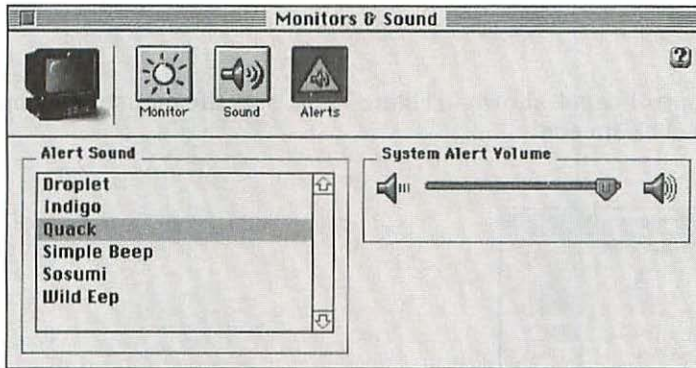 Monitors & Sound
?
Monitor
Sound
Alerts
Alert Sound
Droplet
Indigo
Quack
Simple Beep
Sosumi
Wild Eep
System Alert Volume